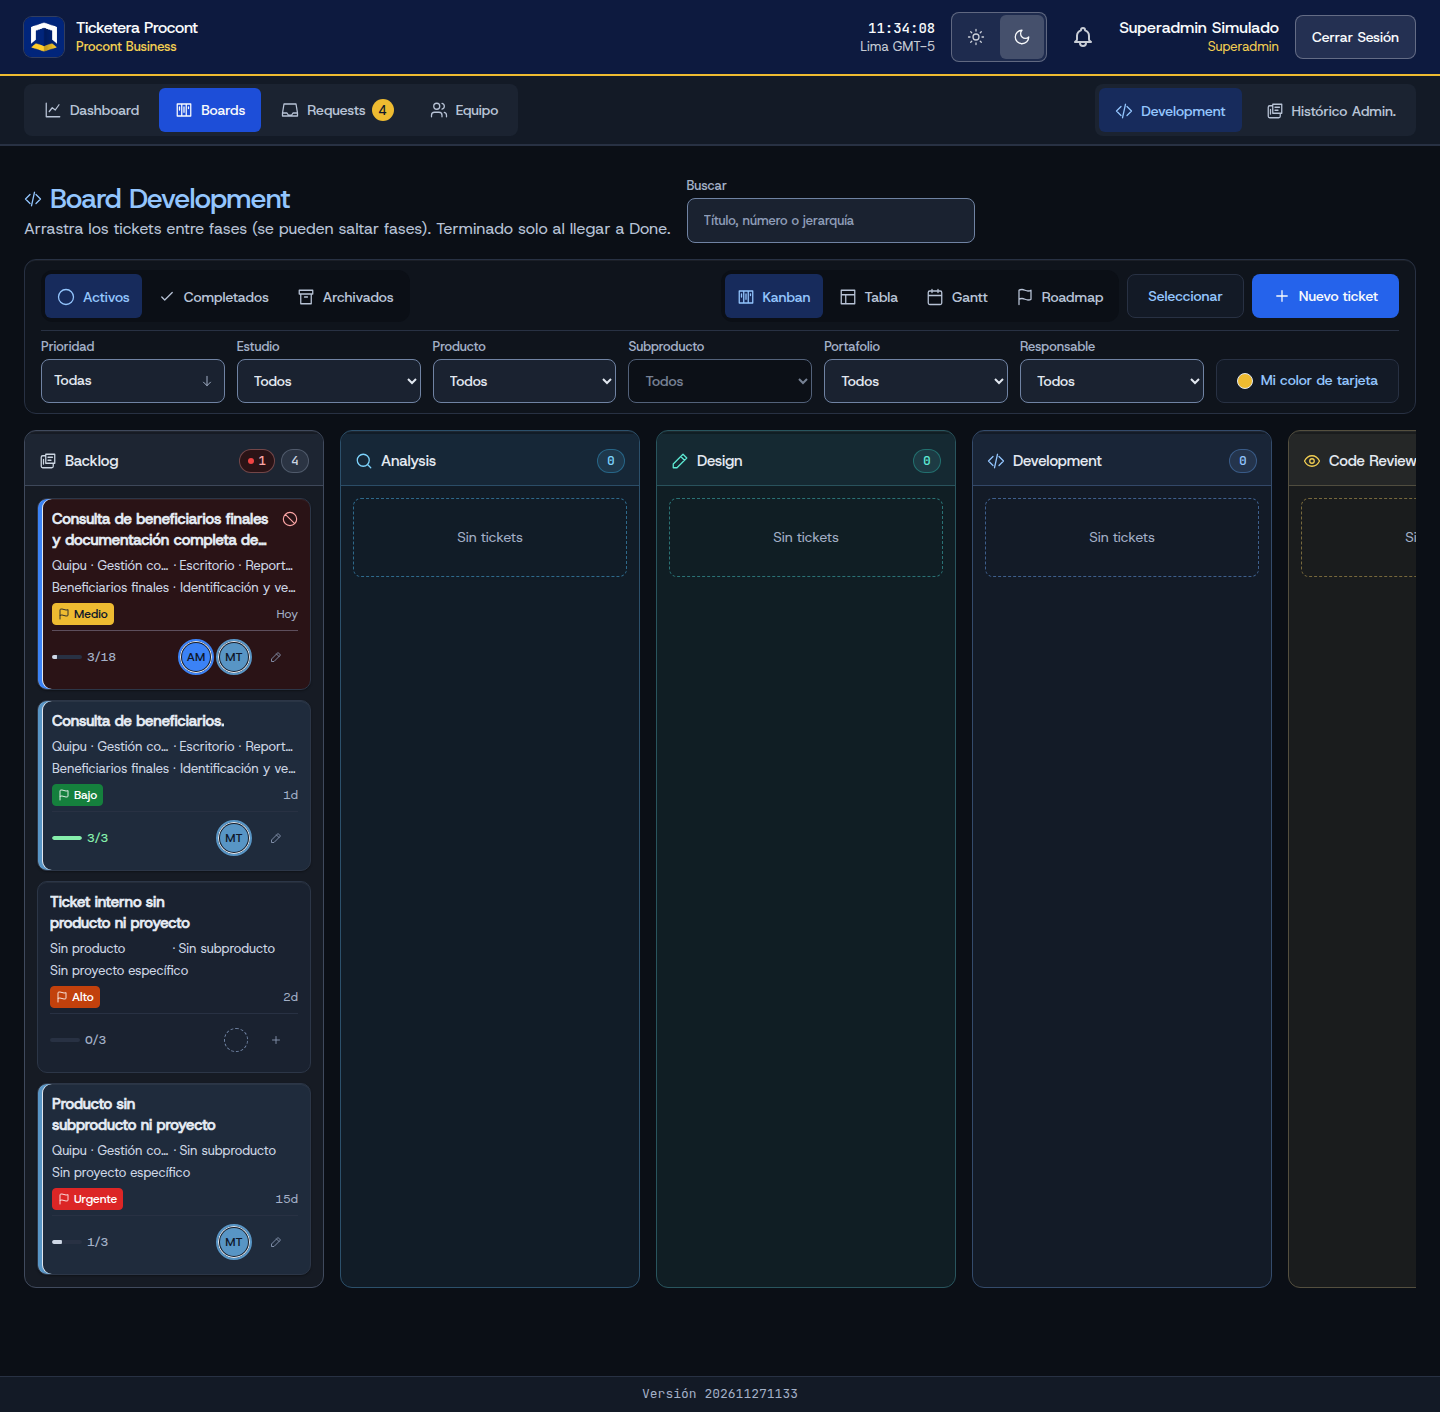 Ticketera Procont
Procont Business
11:34:08
Lima GMT-5
Superadmin Simulado
Superadmin
Cerrar Sesión
Dashboard
Boards
Requests 4
Equipo
Development
Histórico Admin.
Board Development
Arrastra los tickets entre fases (se pueden saltar fases). Terminado solo al llegar a Done.
Buscar
Título, número o jerarquía
Activos
Completados
Archivados
Kanban
Tabla
Gantt
Roadmap
Seleccionar
Nuevo ticket
Prioridad
Todas
Estudio
Todos
Producto
Todos
Subproducto
Todos
Portafolio
Todos
Responsable
Todos
Mi color de tarjeta
Backlog 1 4
Consulta de beneficiarios finales
y documentación completa de...
Quipu · Gestión co... · Escritorio · Report...
Beneficiarios finales · Identificación y ve...
Medio Hoy
3/18 AM MT
Consulta de beneficiarios.
Quipu · Gestión co... · Escritorio · Report...
Beneficiarios finales · Identificación y ve...
Bajo 1d
3/3 MT
Ticket interno sin
producto ni proyecto
Sin producto · Sin subproducto
Sin proyecto específico
Alto 2d
0/3
Producto sin
subproducto ni proyecto
Quipu · Gestión co... · Sin subproducto
Sin proyecto específico
Urgente 15d
1/3 MT
Analysis 0
Sin tickets
Design 0
Sin tickets
Development 0
Sin tickets
Code Review
Si
Versión 202611271133